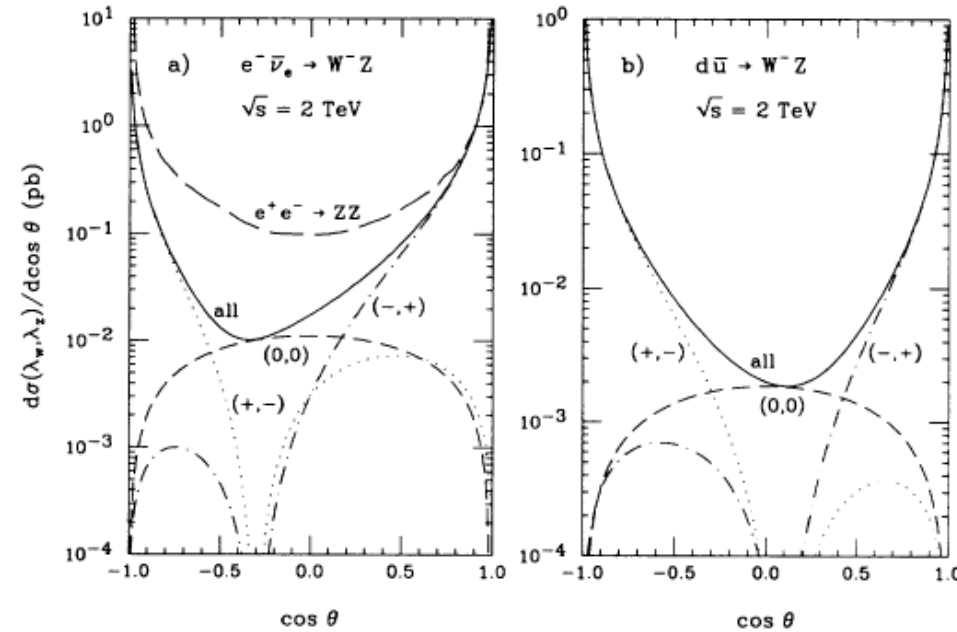 dσ(λ_w,λ_z)/dcos θ (pb)
a) e⁻ ν̄_e → W⁻Z
√s = 2 TeV
e⁺e⁻ → ZZ
all
(-,+)
(0,0)
(+,-)
10¹
10⁰
10⁻¹
10⁻²
10⁻³
10⁻⁴
-1.0 -0.5 0.0 0.5 1.0
cos θ
b) dū → W⁻Z
√s = 2 TeV
(+,-)
(-,+)
all
(0,0)
10⁰
10⁻¹
10⁻²
10⁻³
10⁻⁴
-1.0 -0.5 0.0 0.5 1.0
cos θ